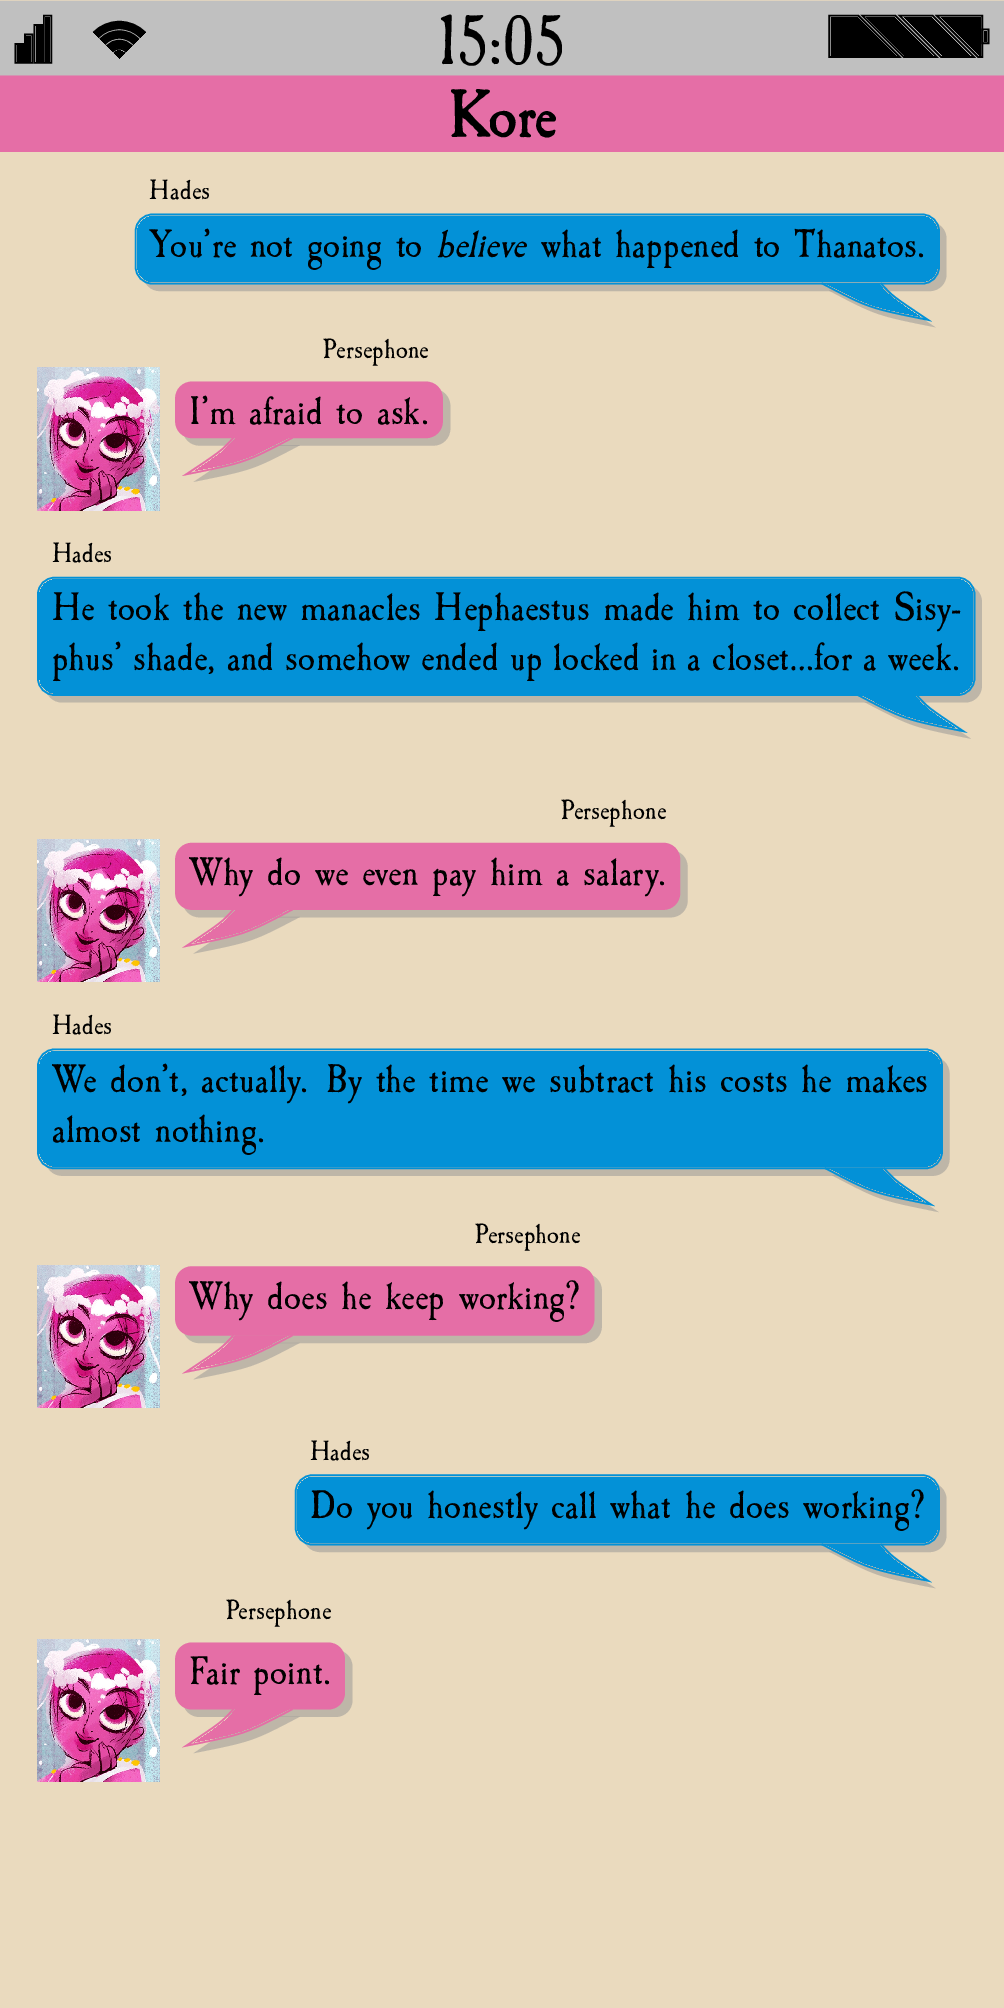 15:05
Kore
Hades
You're not going to believe what happened to Thanatos.
Persephone
I'm afraid to ask.
Hades
He took the new manacles Hephaestus made him to collect Sisy-
phus' shade, and somehow ended up locked in a closet...for a week.
Persephone
Why do we even pay him a salary.
Hades
We don't, actually. By the time we subtract his costs he makes
almost nothing.
Persephone
Why does he keep working?
Hades
Do you honestly call what he does working?
Persephone
Fair point.